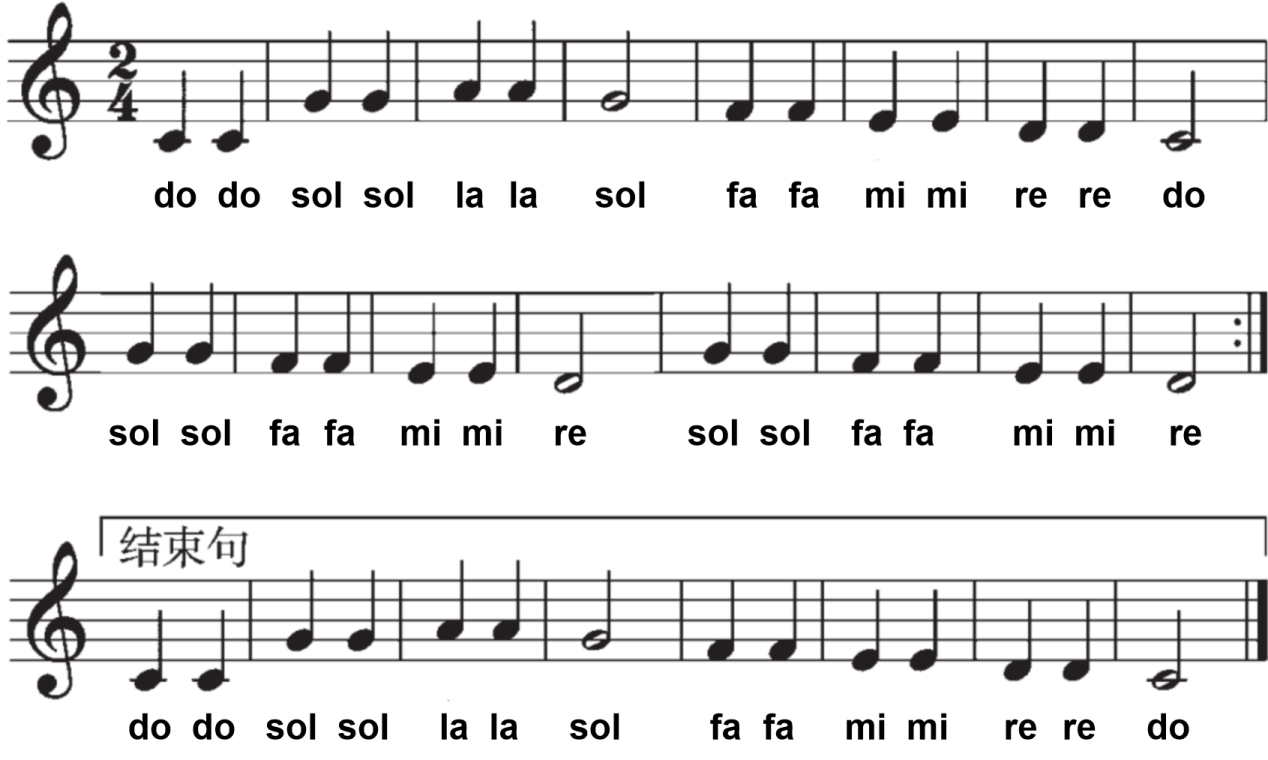 2
4
do do sol sol la la sol fa fa mi mi re re do
sol sol fa fa mi mi re sol sol fa fa mi mi re
结束句
do do sol sol la la sol fa fa mi mi re re do